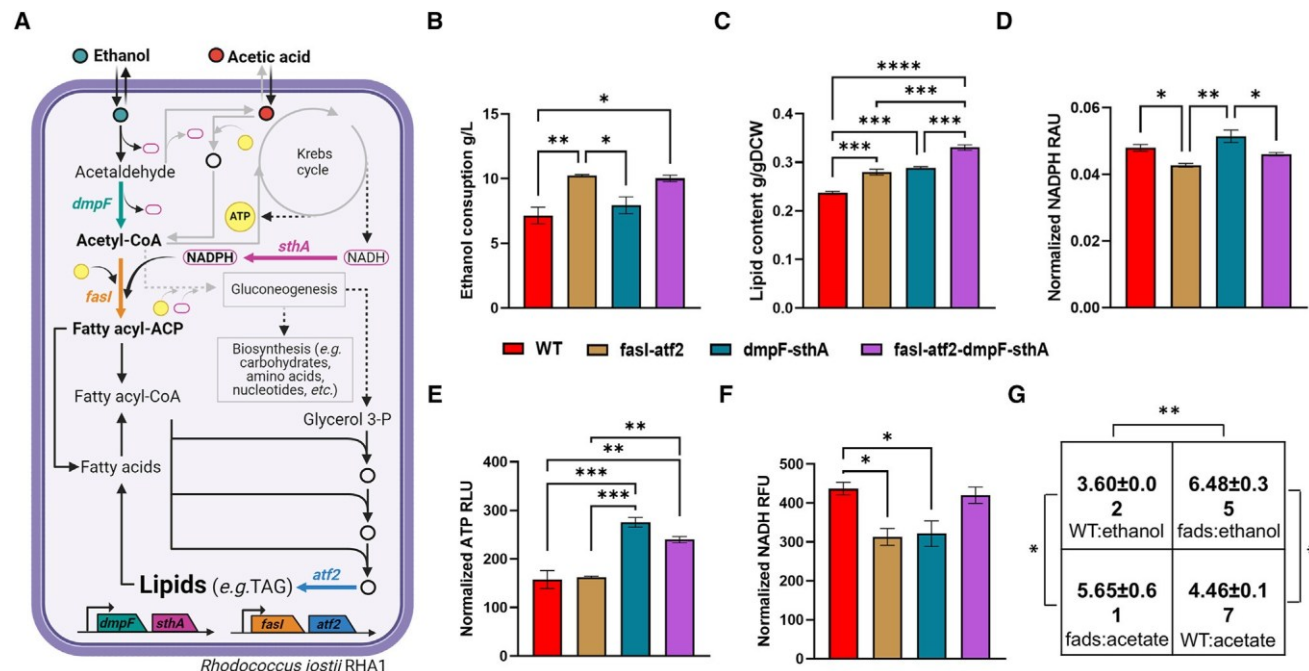 A
Ethanol
Acetic acid
Acetaldehyde
Krebs
cycle
dmpF
ATP
Acetyl-CoA
NADPH
sthA
NADH
fasI
Gluconeogenesis
Fatty acyl-ACP
Biosynthesis (e.g.
carbohydrates,
amino acids,
nucleotides, etc.)
Fatty acyl-CoA
Glycerol 3-P
Fatty acids
Lipids (e.g.TAG)
atf2
dmpF
sthA
fasI
atf2
Rhodococcus jostii RHA1
B
Ethanol consuption g/L
15
10
5
0
**
*
*
C
Lipid content g/gDCW
0.4
0.3
0.2
0.1
0.0
****
***
***
***
***
D
Normalized NADPH RAU
0.06
0.04
0.02
0.00
*
**
*
WT
fasI-atf2
dmpF-sthA
fasI-atf2-dmpF-sthA
E
Normalized ATP RLU
400
300
200
100
0
**
**
***
***
F
Normalized NADH RFU
500
400
300
200
100
0
*
*
G
**
3.60±0.0
2
WT:ethanol
6.48±0.3
5
fads:ethanol
*
*
5.65±0.6
1
fads:acetate
4.46±0.1
7
WT:acetate